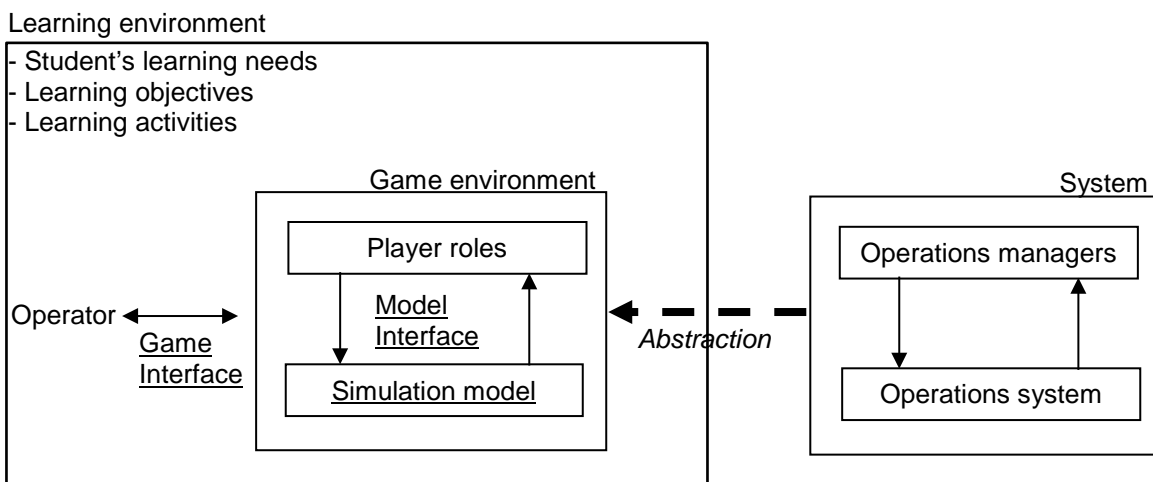 Learning environment
- Student's learning needs
- Learning objectives
- Learning activities
Game environment
System
Player roles
Operations managers
Operator
Game
Interface
Model
Interface
Abstraction
Simulation model
Operations system